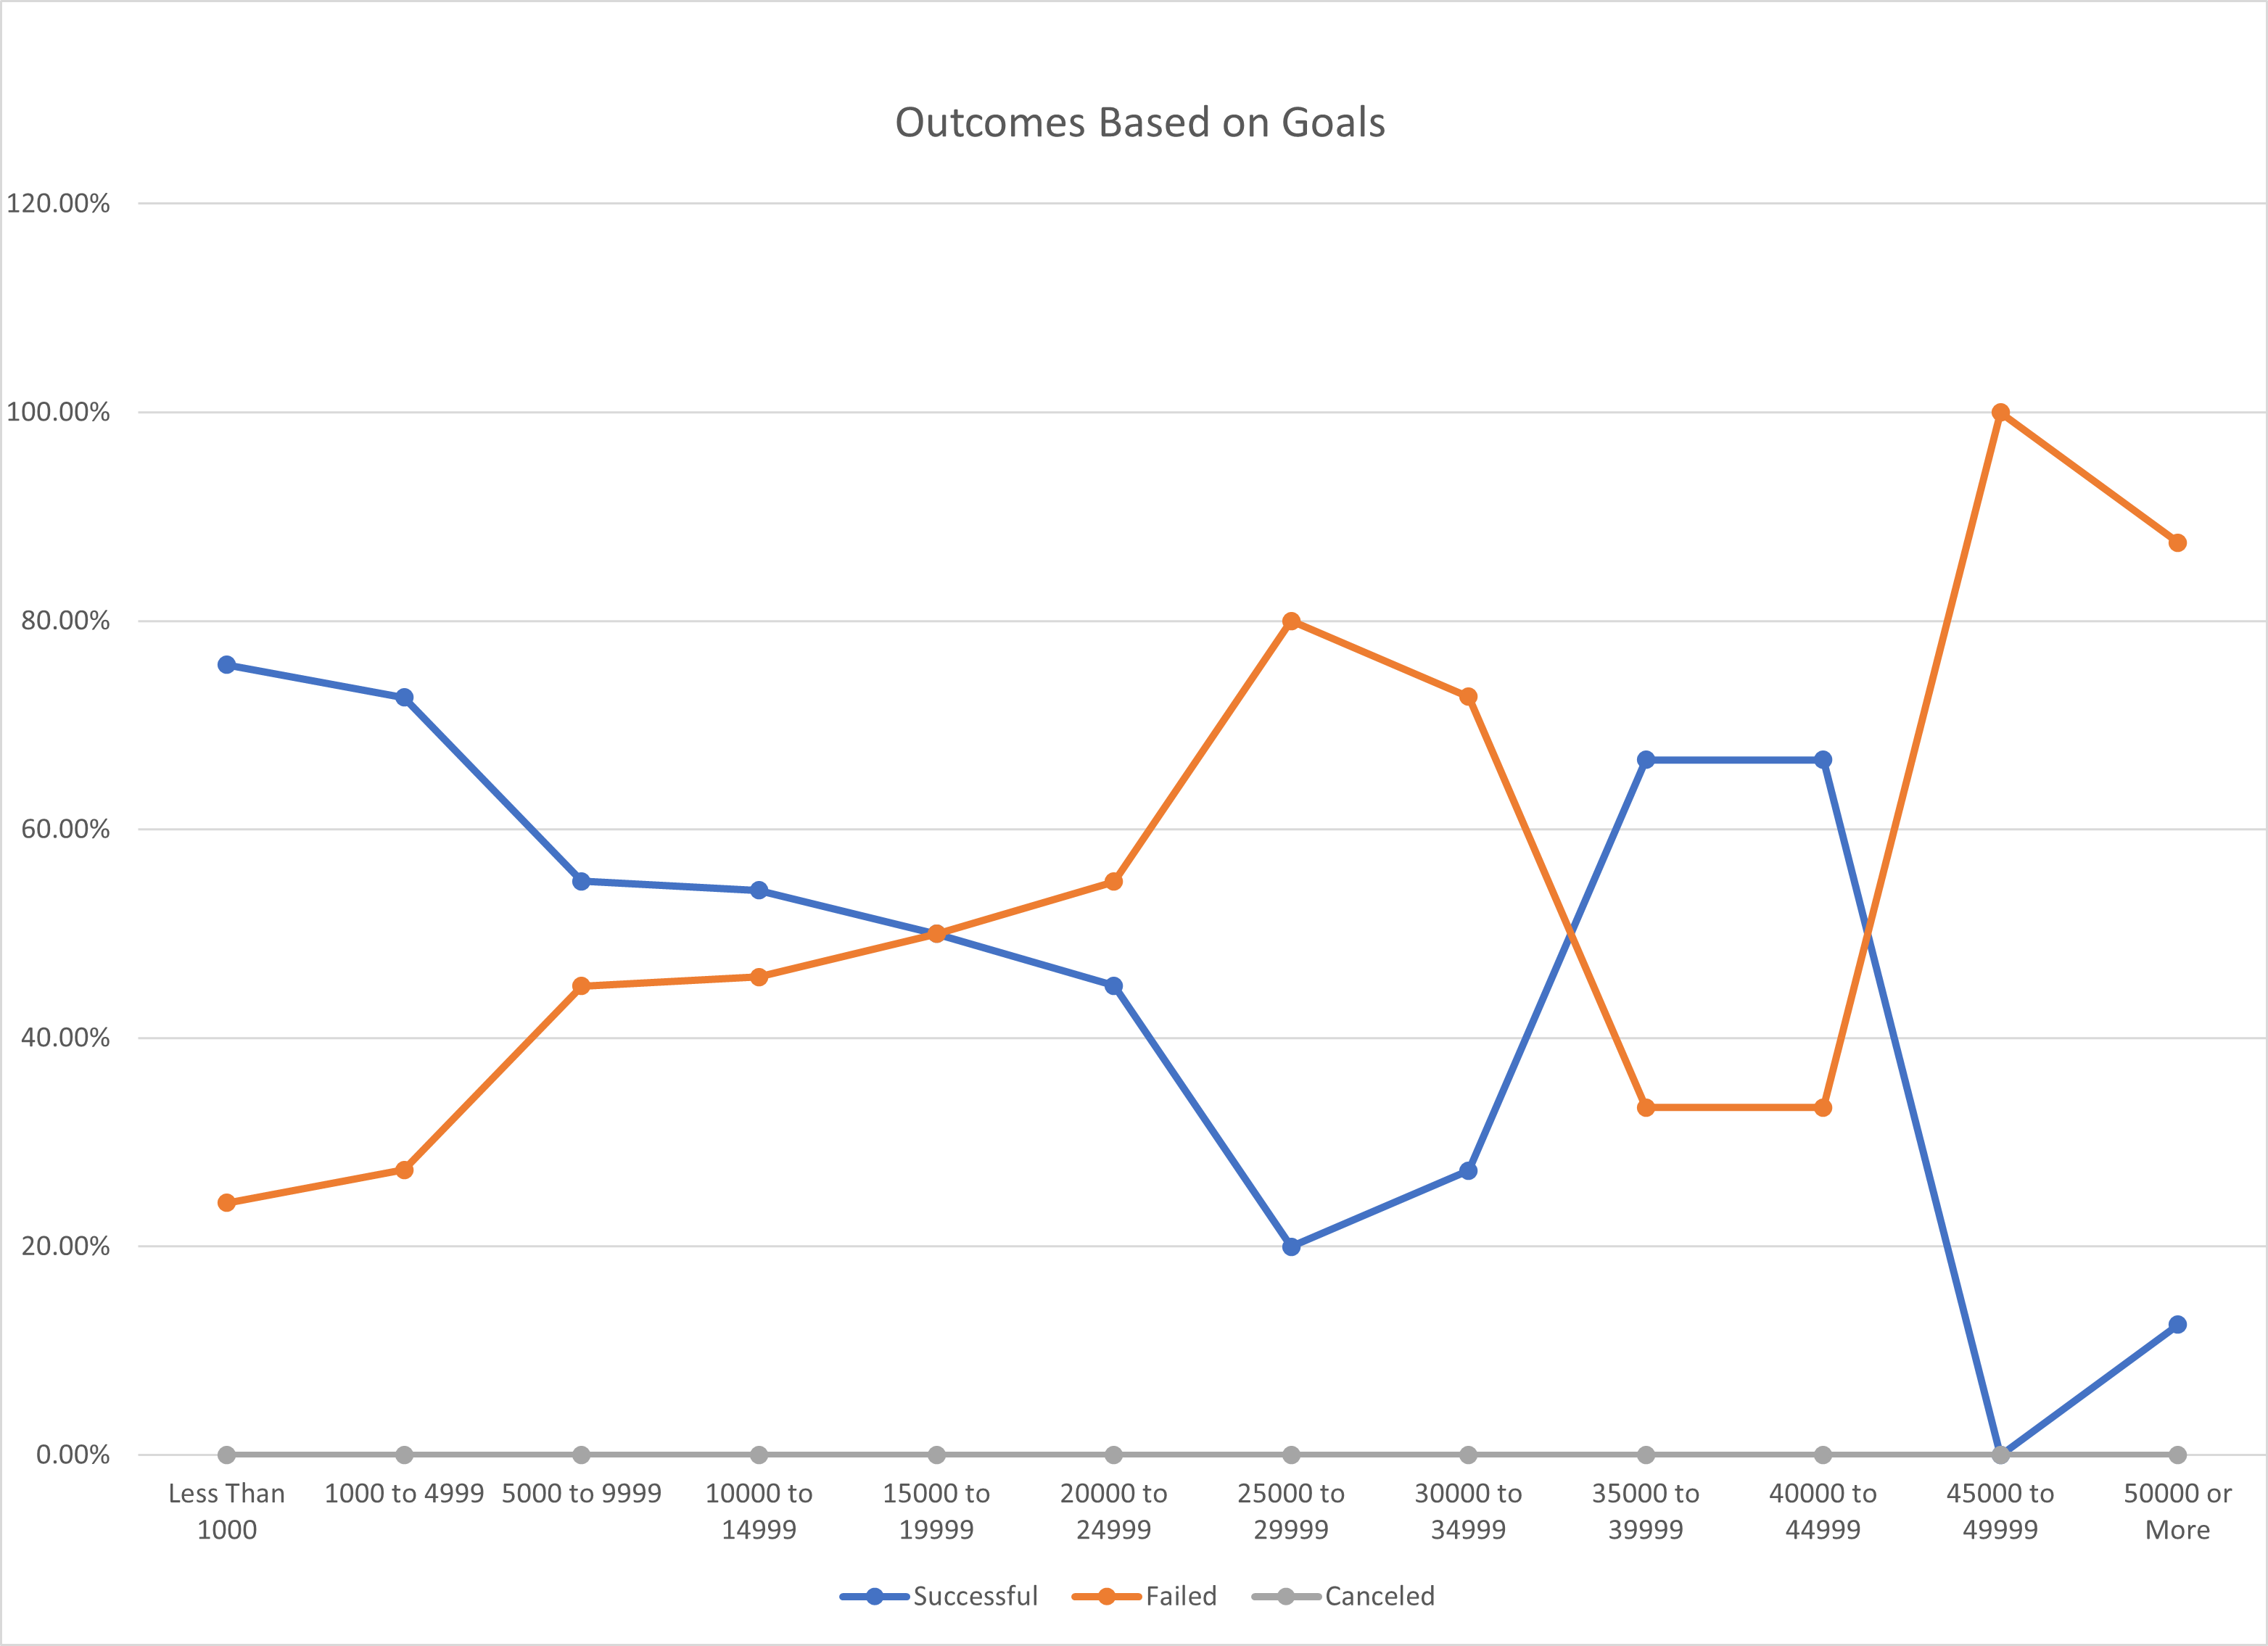 Outcomes Based on Goals
120.00%
100.00%
80.00%
60.00%
40.00%
20.00%
0.00%
Less Than
1000
1000 to 4999
5000 to 9999
10000 to
14999
15000 to
19999
20000 to
24999
25000 to
29999
30000 to
34999
35000 to
39999
40000 to
44999
45000 to
49999
50000 or
More
Successful
Failed
Canceled